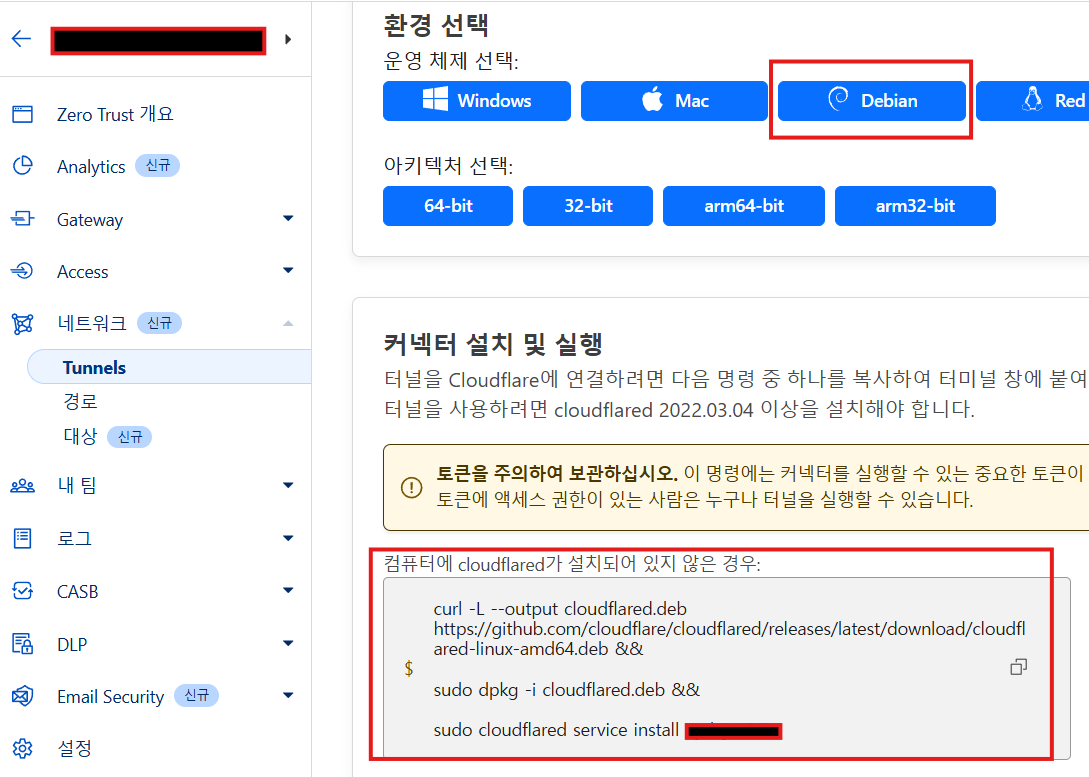 환경 선택
운영 체제 선택:
Windows
Mac
Debian
Red
아키텍처 선택:
64-bit
32-bit
arm64-bit
arm32-bit
Zero Trust 개요
Analytics 신규
Gateway
Access
네트워크 신규
Tunnels
경로
대상 신규
내 팀
로그
CASB
DLP
Email Security 신규
설정
커넥터 설치 및 실행
터널을 Cloudflare에 연결하려면 다음 명령 중 하나를 복사하여 터미널 창에 붙여
터널을 사용하려면 cloudflared 2022.03.04 이상을 설치해야 합니다.
토큰을 주의하여 보관하십시오. 이 명령에는 커넥터를 실행할 수 있는 중요한 토큰이
토큰에 액세스 권한이 있는 사람은 누구나 터널을 실행할 수 있습니다.
컴퓨터에 cloudflared가 설치되어 있지 않은 경우:
$
curl -L --output cloudflared.deb
https://github.com/cloudflare/cloudflared/releases/latest/download/cloudfl
ared-linux-amd64.deb &&
sudo dpkg -i cloudflared.deb &&
sudo cloudflared service install